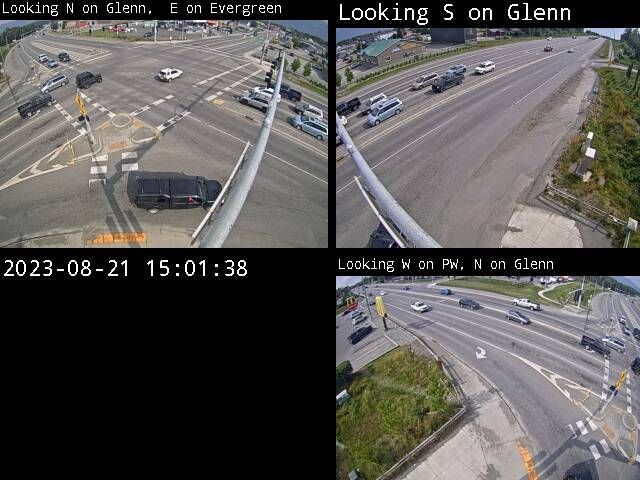 Looking N on Glenn, E on Evergreen
Looking S on Glenn
2023-08-21 15:01:38
Looking W on PW, N on Glenn